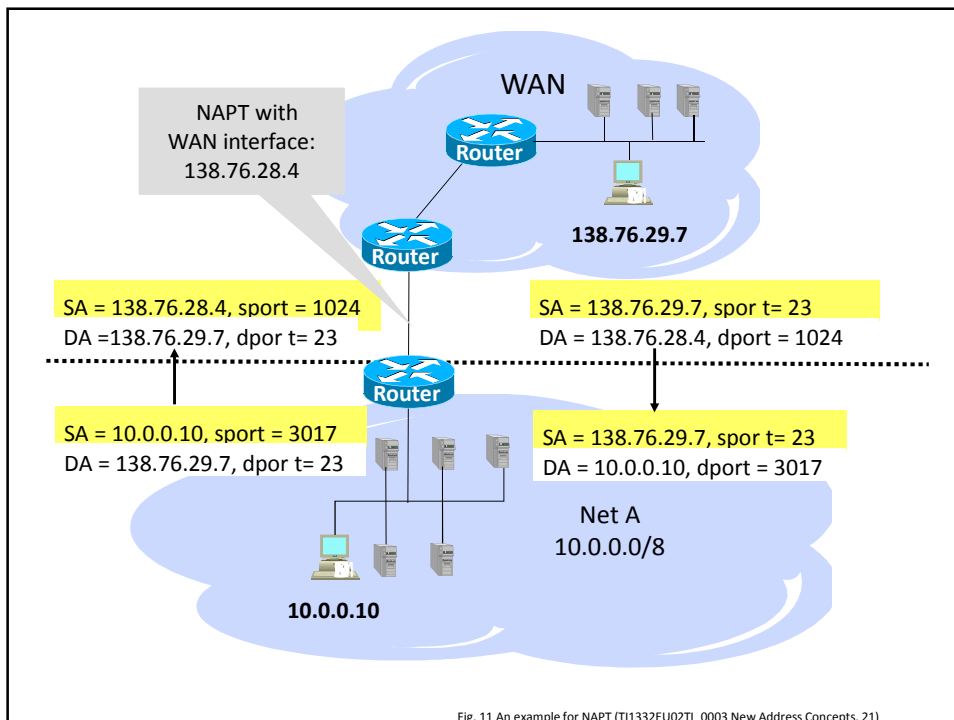 WAN
NAPT with
WAN interface:
138.76.28.4
Router
138.76.29.7
Router
SA = 138.76.28.4, sport = 1024
DA =138.76.29.7, dpor t= 23
SA = 138.76.29.7, spor t= 23
DA = 138.76.28.4, dport = 1024
Router
SA = 10.0.0.10, sport = 3017
DA = 138.76.29.7, dpor t= 23
SA = 138.76.29.7, spor t= 23
DA = 10.0.0.10, dport = 3017
Net A
10.0.0.0/8
10.0.0.10
Fig. 11 An example for NAPT (TI1332EU02TI_0003 New Address Concepts, 21)